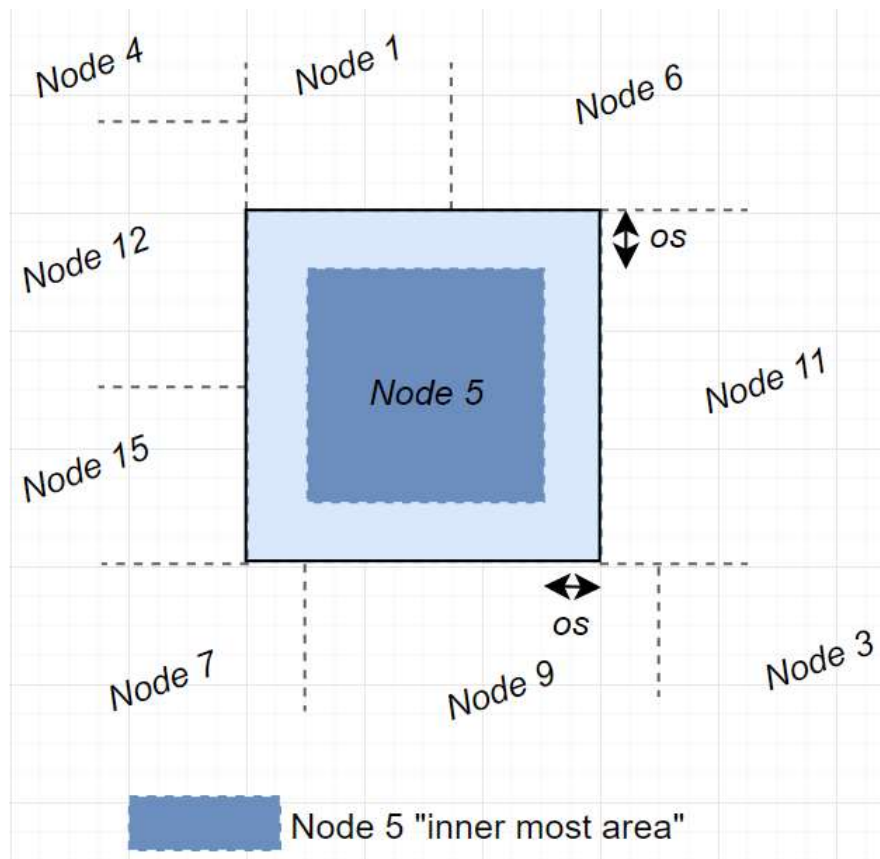 Node 4
Node 1
Node 6
Node 12
os
Node 5
Node 11
Node 15
os
Node 7
Node 9
Node 3
Node 5 "inner most area"